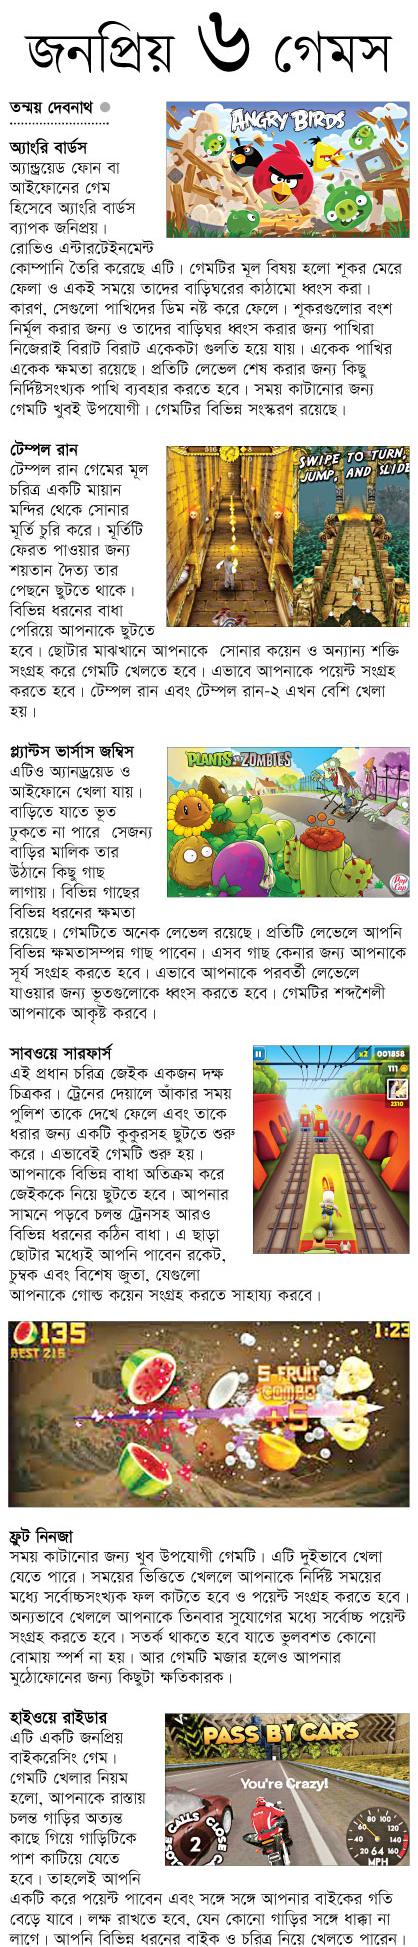 জনপ্রিয় ৬ গেমস
তন্ময় দেবনাথ
অ্যাংরি বার্ডস
অ্যান্ড্রয়েড ফোন বা
আইফোনের গেম
হিসেবে অ্যাংরি বার্ডস
ব্যাপক জনপ্রিয়।
রোভিও এন্টারটেইনমেন্ট
কোম্পানি তৈরি করেছে এটি। গেমটির মূল বিষয় হলো শূকর মেরে
ফেলা ও একই সময়ে তাদের বাড়িঘরের কাঠামো ধ্বংস করা।
কারণ, সেগুলো পাখিদের ডিম নষ্ট করে ফেলে। শূকরগুলোর বংশ
নির্মূল করার জন্য ও তাদের বাড়িঘর ধ্বংস করার জন্য পাখিরা
নিজেরাই বিরাট বিরাট একেকটা গুলতি হয়ে যায়। একেক পাখির
একেক ক্ষমতা রয়েছে। প্রতিটি লেভেল শেষ করার জন্য কিছু
নির্দিষ্টসংখ্যক পাখি ব্যবহার করতে হবে। সময় কাটানোর জন্য
গেমটি খুবই উপযোগী। গেমটির বিভিন্ন সংস্করণ রয়েছে।
ANGRY BIRDS
টেম্পল রান
টেম্পল রান গেমের মূল
চরিত্র একটি মায়ান
মন্দির থেকে সোনার
মূর্তি চুরি করে। মূর্তিটি
ফেরত পাওয়ার জন্য
শয়তান দৈত্য তার
পেছনে ছুটতে থাকে।
বিভিন্ন ধরনের বাধা
পেরিয়ে আপনাকে ছুটতে
হবে। ছোটার মাঝখানে আপনাকে সোনার কয়েন ও অন্যান্য শক্তি
সংগ্রহ করে গেমটি খেলতে হবে। এভাবে আপনাকে পয়েন্ট সংগ্রহ
করতে হবে। টেম্পল রান এবং টেম্পল রান-২ এখন বেশি খেলা
হয়।
SWIPE TO TURN,
JUMP, AND SLIDE
প্ল্যান্টস ভার্সাস জম্বিস
এটিও অ্যানড্রয়েড ও
আইফোনে খেলা যায়।
বাড়িতে যাতে ভূত
ঢুকতে না পারে সেজন্য
বাড়ির মালিক তার
উঠানে কিছু গাছ
লাগায়। বিভিন্ন গাছের
বিভিন্ন ধরনের ক্ষমতা
রয়েছে। গেমটিতে অনেক লেভেল রয়েছে। প্রতিটি লেভেলে আপনি
বিভিন্ন ক্ষমতাসম্পন্ন গাছ পাবেন। এসব গাছ কেনার জন্য আপনাকে
সূর্য সংগ্রহ করতে হবে। এভাবে আপনাকে পরবর্তী লেভেলে
যাওয়ার জন্য ভূতগুলোকে ধ্বংস করতে হবে। গেমটির শব্দশৈলী
আপনাকে আকৃষ্ট করবে।
PLANTS vs ZOMBIES
Pop Cap
সাবওয়ে সারফার্স
এই প্রধান চরিত্র জেইক একজন দক্ষ
চিত্রকর। ট্রেনের দেয়ালে আঁকার সময়
পুলিশ তাকে দেখে ফেলে এবং তাকে
ধরার জন্য একটি কুকুরসহ ছুটতে শুরু
করে। এভাবেই গেমটি শুরু হয়।
আপনাকে বিভিন্ন বাধা অতিক্রম করে
জেইককে নিয়ে ছুটতে হবে। আপনার
সামনে পড়বে চলন্ত ট্রেনসহ আরও
বিভিন্ন ধরনের কঠিন বাধা। এ ছাড়া
ছোটার মধ্যেই আপনি পাবেন রকেট,
চুম্বক এবং বিশেষ জুতা, যেগুলো
আপনাকে গোল্ড কয়েন সংগ্রহ করতে সাহায্য করবে।
x2 001858
111
2310
135
BEST 215
1:23
5 FRUIT
COMBO
+5
ফ্রুট নিনজা
সময় কাটানোর জন্য খুব উপযোগী গেমটি। এটি দুইভাবে খেলা
যেতে পারে। সময়ের ভিত্তিতে খেললে আপনাকে নির্দিষ্ট সময়ের
মধ্যে সর্বোচ্চসংখ্যক ফল কাটতে হবে ও পয়েন্ট সংগ্রহ করতে হবে।
অন্যভাবে খেললে আপনাকে তিনবার সুযোগের মধ্যে সর্বোচ্চ পয়েন্ট
সংগ্রহ করতে হবে। সতর্ক থাকতে হবে যাতে ভুলবশত কোনো
বোমায় স্পর্শ না হয়। আর গেমটি মজার হলেও আপনার
মুঠোফোনের জন্য কিছুটা ক্ষতিকারক।
হাইওয়ে রাইডার
এটি একটি জনপ্রিয়
বাইকরেসিং গেম।
গেমটি খেলার নিয়ম
হলো, আপনাকে রাস্তায়
চলন্ত গাড়ির অত্যন্ত
কাছে গিয়ে গাড়িটিকে
পাশ কাটিয়ে যেতে
হবে। তাহলেই আপনি
একটি করে পয়েন্ট পাবেন এবং সঙ্গে সঙ্গে আপনার বাইকের গতি
বেড়ে যাবে। লক্ষ রাখতে হবে, যেন কোনো গাড়ির সঙ্গে ধাক্কা না
লাগে। আপনি বিভিন্ন ধরনের বাইক ও চরিত্র নিয়ে খেলতে পারেন।
PASS BY CARS
You're Crazy!
CLOSE CALLS
2
64
MPH